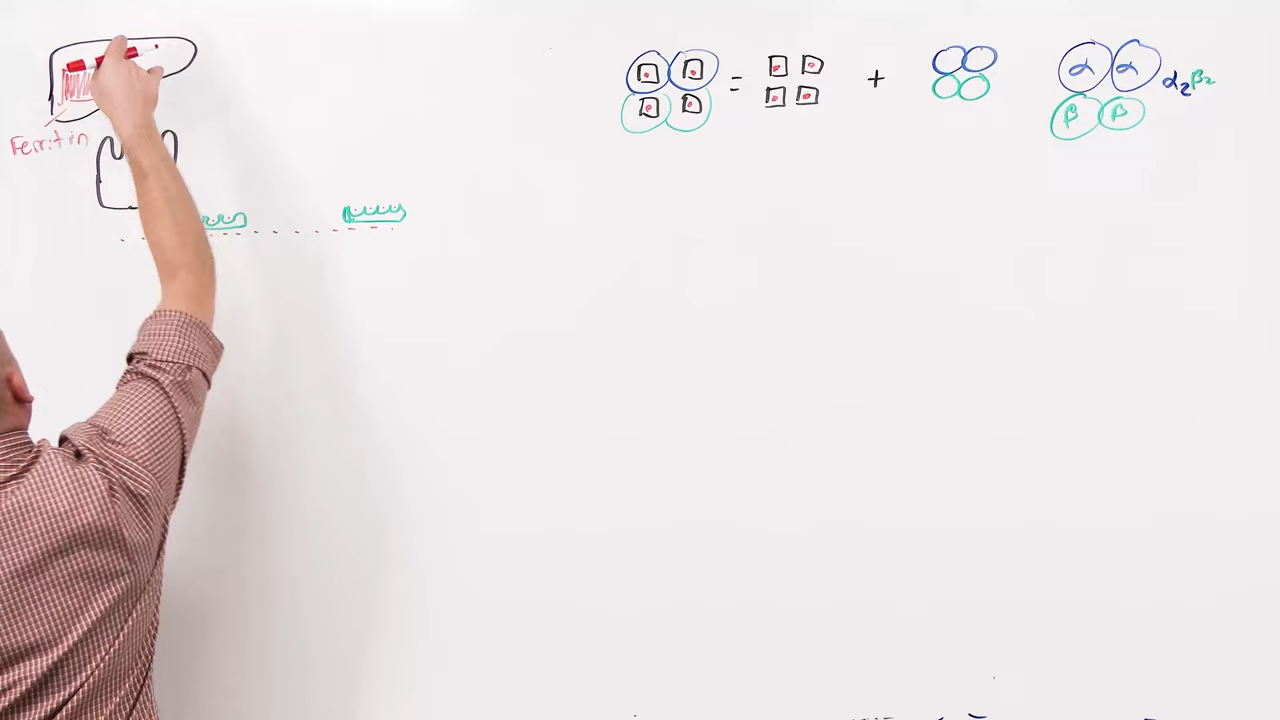 Ferritin
= +
α α α₂β₂
β β